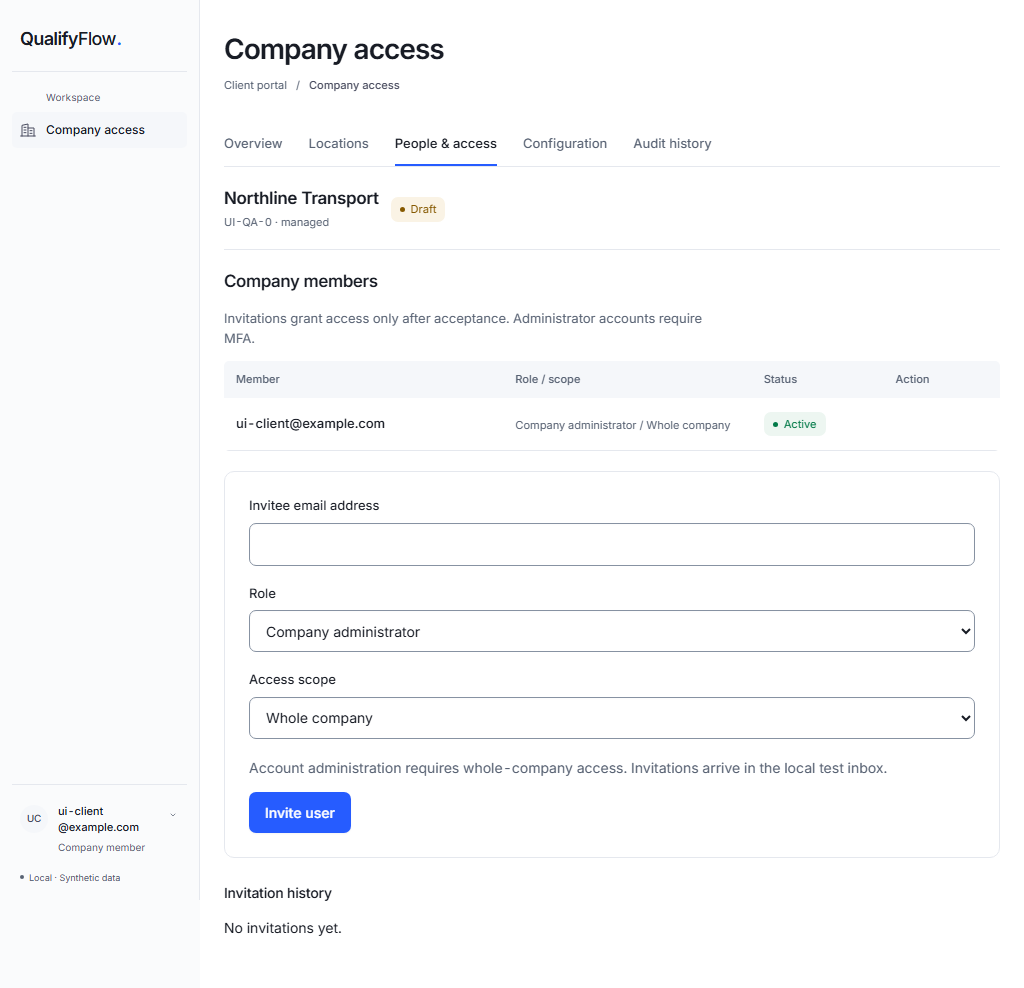 QualifyFlow.
Workspace
Company access
UC
ui-client
@example.com
Company member
Local · Synthetic data
Company access
Client portal / Company access
Overview Locations People & access Configuration Audit history
Northline Transport
Draft
UI-QA-0 · managed
Company members
Invitations grant access only after acceptance. Administrator accounts require
MFA.
Member Role / scope Status Action
ui-client@example.com Company administrator / Whole company Active
Invitee email address
Role
Company administrator
Access scope
Whole company
Account administration requires whole-company access. Invitations arrive in the local test inbox.
Invite user
Invitation history
No invitations yet.